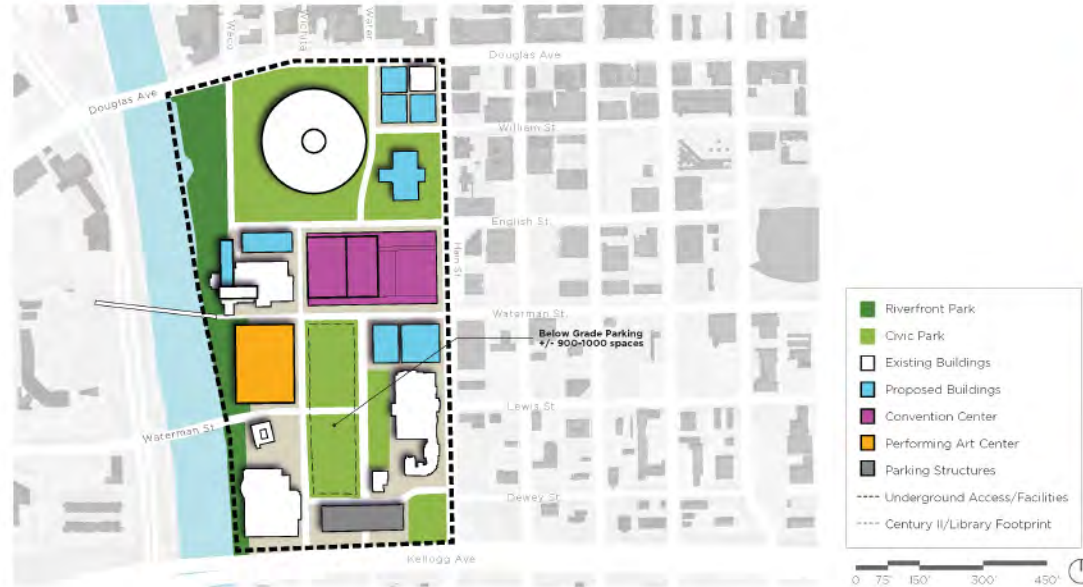 Waco
Wichita
Water
Douglas Ave
Douglas Ave
William St.
English St.
Main St
Waterman St.
Below Grade Parking
+/- 900-1000 spaces
Lewis St
Waterman St.
Dewey St
Kellogg Ave
Riverfront Park
Civic Park
Existing Buildings
Proposed Buildings
Convention Center
Performing Art Center
Parking Structures
Underground Access/Facilities
Century II/Library Footprint
0 75' 150' 300' 450'